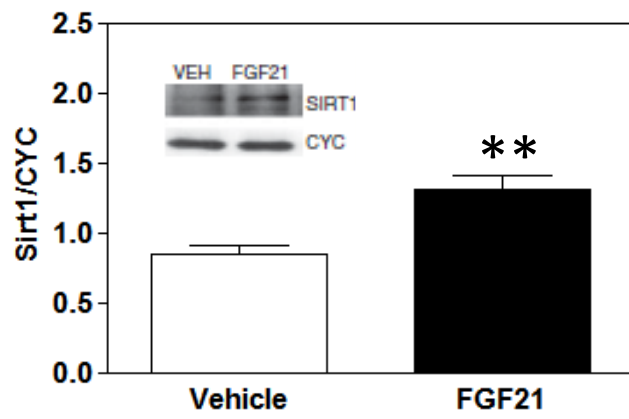 2.5
VEH FGF21
2.0
SIRT1
CYC
1.5
**
1.0
0.5
0.0
Sirt1/CYC
Vehicle FGF21